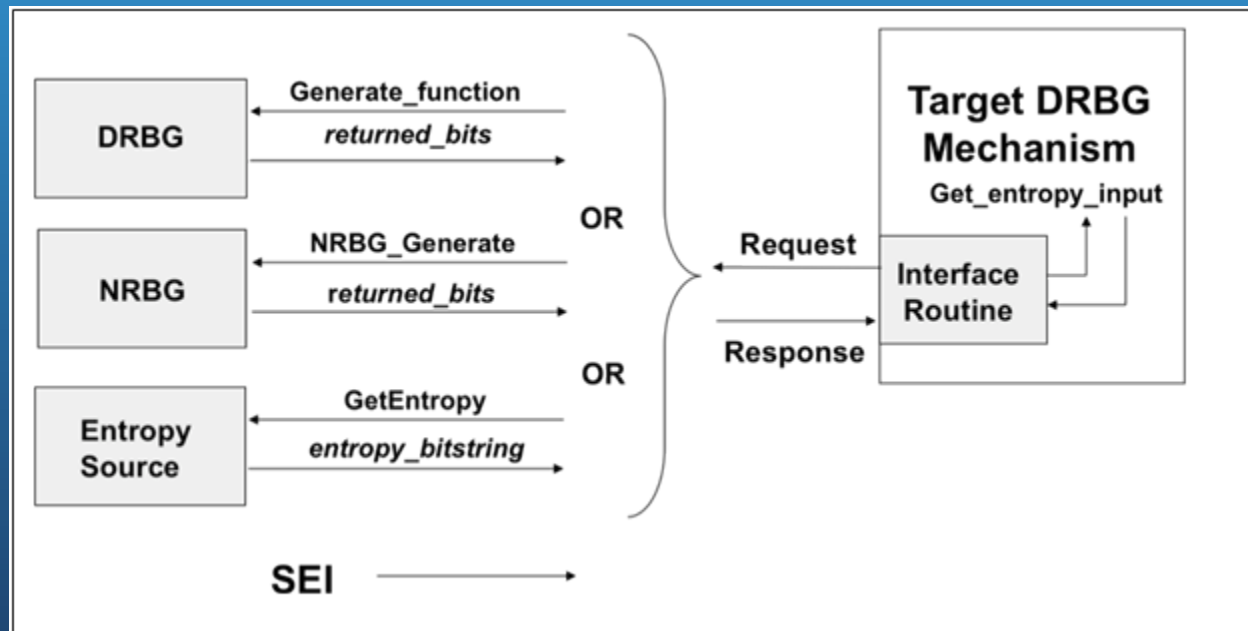 Generate_function
DRBG
returned_bits
OR
NRBG_Generate
NRBG
returned_bits
OR
GetEntropy
Entropy
Source
entropy_bitstring
SEI
Target DRBG
Mechanism
Get_entropy_input
Request
Interface
Routine
Response